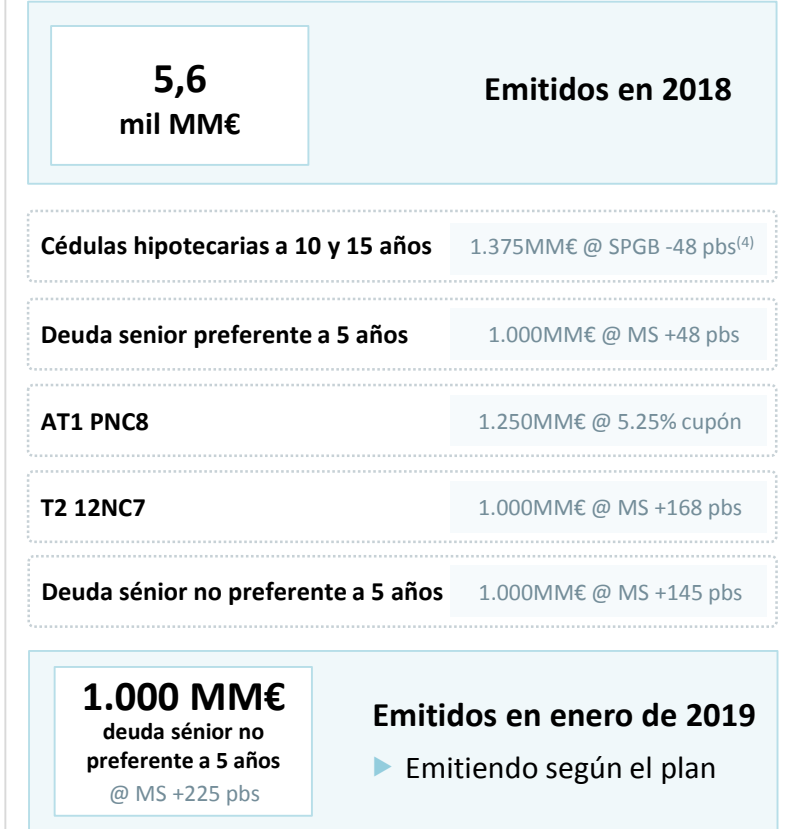 5,6
mil MM€
Emitidos en 2018
Cédulas hipotecarias a 10 y 15 años
1.375MM€ @ SPGB -48 pbs(4)
Deuda senior preferente a 5 años
1.000MM€ @ MS +48 pbs
AT1 PNC8
1.250MM€ @ 5.25% cupón
T2 12NC7
1.000MM€ @ MS +168 pbs
Deuda sénior no preferente a 5 años
1.000MM€ @ MS +145 pbs
1.000 MM€
deuda sénior no
preferente a 5 años
@ MS +225 pbs
Emitidos en enero de 2019
Emitiendo según el plan